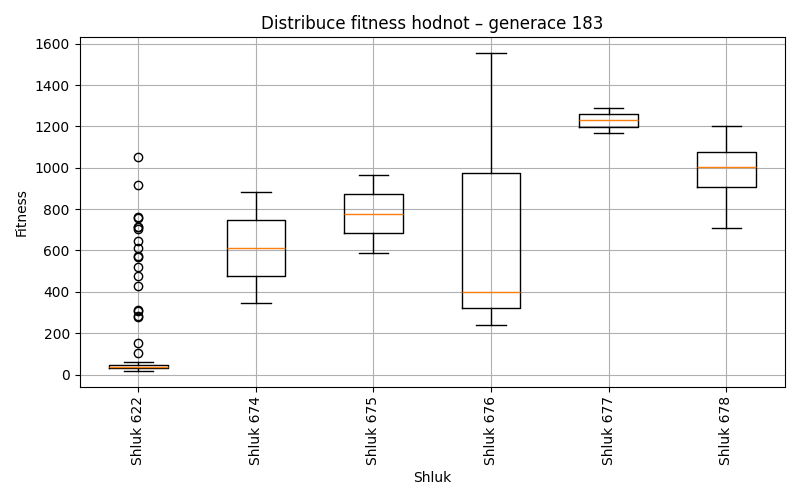 Distribuce fitness hodnot – generace 183
1600
1400
1200
1000
800
600
400
200
0
Fitness
Shluk 622
Shluk 674
Shluk 675
Shluk 676
Shluk 677
Shluk 678
Shluk